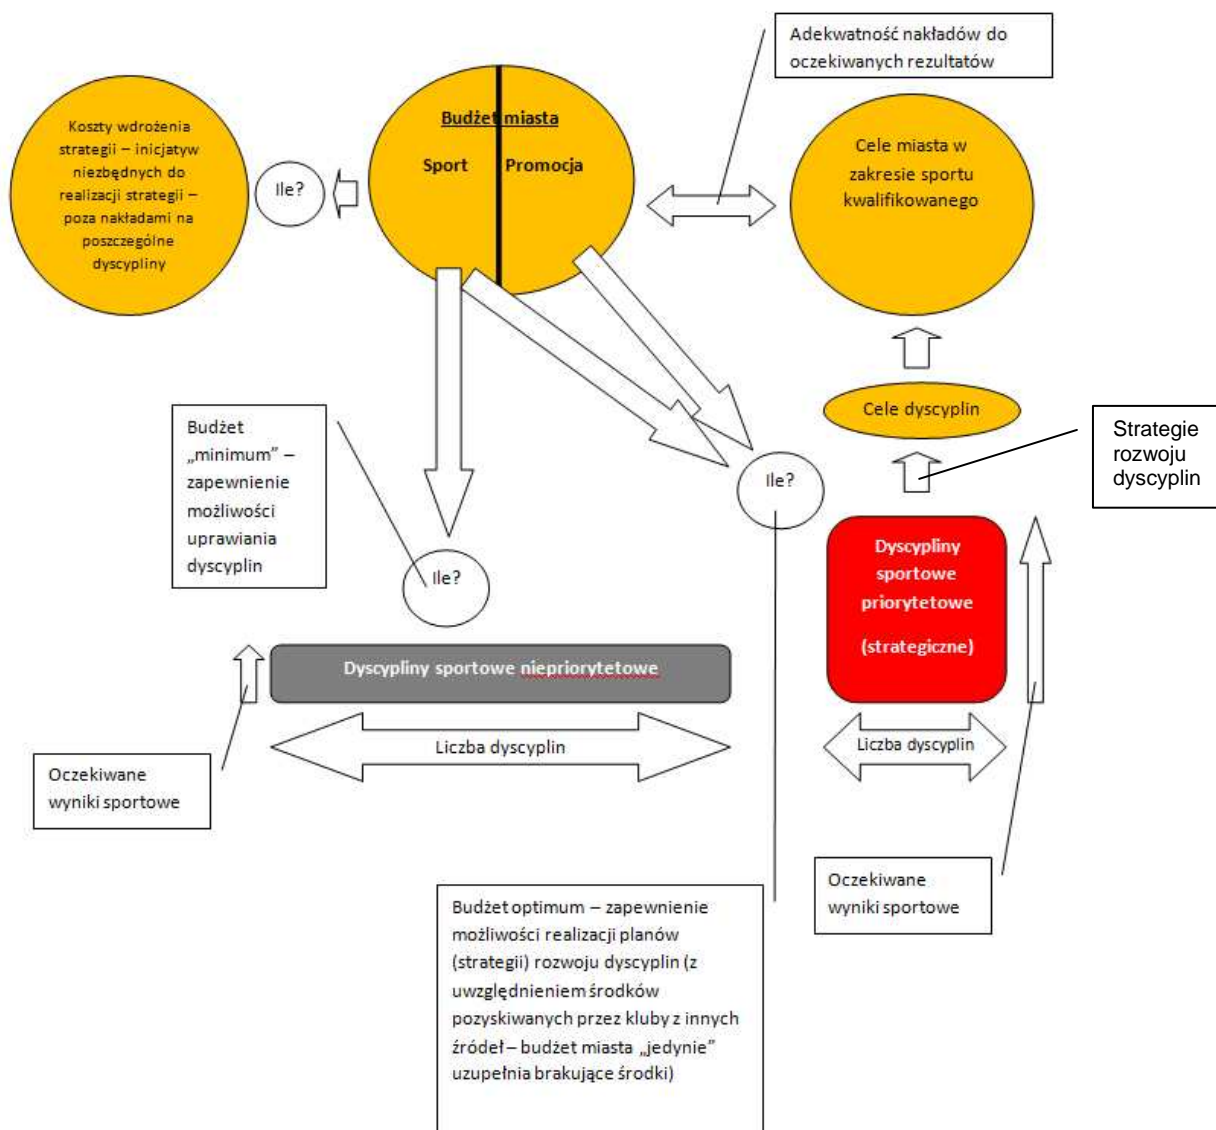 Adekwatność nakładów do
oczekiwanych rezultatów
Koszty wdrożenia
strategii – inicjatyw
niezbędnych do
realizacji strategii –
poza nakładami na
poszczególne
dyscypliny
Ile?
Budżet miasta
Sport
Promocja
Cele miasta w
zakresie sportu
kwalifikowanego
Cele dyscyplin
Strategie
rozwoju
dyscyplin
Budżet
„minimum” –
zapewnienie
możliwości
uprawiania
dyscyplin
Ile?
Ile?
Dyscypliny
sportowe
priorytetowe
(strategiczne)
Dyscypliny sportowe niepriorytetowe
Liczba dyscyplin
Liczba dyscyplin
Oczekiwane
wyniki sportowe
Oczekiwane
wyniki sportowe
Budżet optimum – zapewnienie
możliwości realizacji planów
(strategii) rozwoju dyscyplin (z
uwzględnieniem środków
pozyskiwanych przez kluby z innych
źródeł – budżet miasta „jedynie”
uzupełnia brakujące środki)